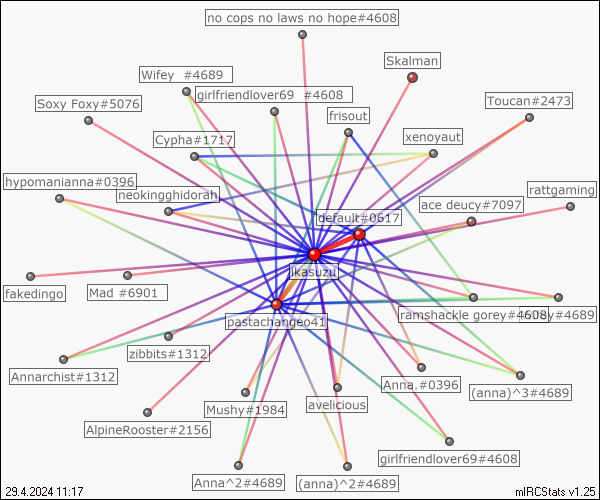 no cops no laws no hope#4608
Skalman
Wifey  #4689
girlfriendlover69  #4608
Soxy Foxy#5076
Toucan#2473
frisout
Cypha#1717
xenoyaut
hypomanianna#0396
neokingghidorah
rattgaming
ace deucy#7097
default#0617
ikasuzu
fakedingo
Mad #6901
ramshackle gorey#4608
#4689
pastachangeo41
zibbits#1312
Annarchist#1312
Anna.#0396
(anna)^3#4689
Mushy#1984
avelicious
AlpineRooster#2156
girlfriendlover69#4608
Anna^2#4689
(anna)^2#4689
29.4.2024 11:17
mIRCStats v1.25